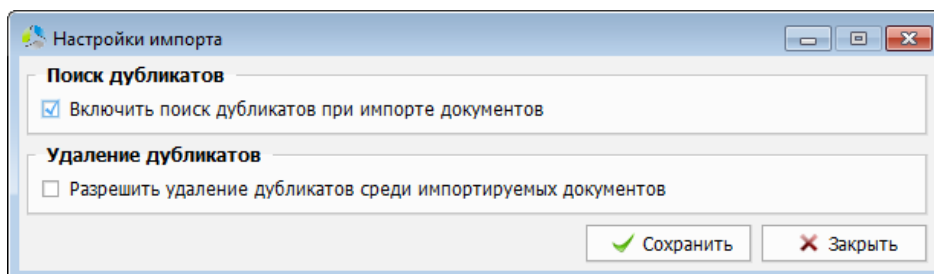 Настройки импорта
Поиск дубликатов
Включить поиск дубликатов при импорте документов
Удаление дубликатов
Разрешить удаление дубликатов среди импортируемых документов
Сохранить Закрыть